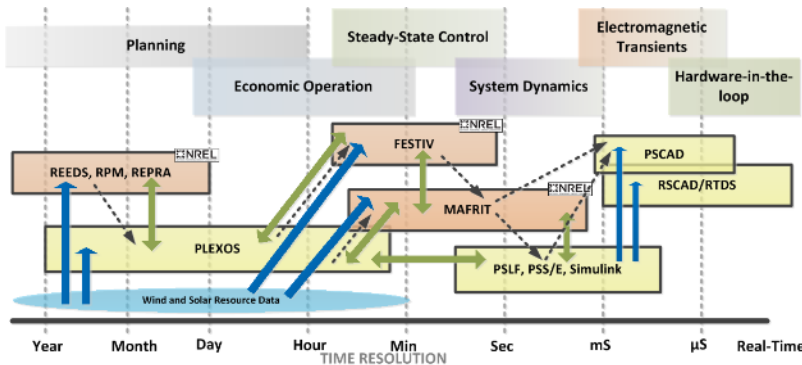 Planning
Steady-State Control
Electromagnetic
Transients
Economic Operation
System Dynamics
Hardware-in-the-
loop
NREL
FESTIV
NREL
REEDS, RPM, REPRA
PSCAD
NREL
MAFRIT
RSCAD/RTDS
PLEXOS
PSLF, PSS/E, Simulink
Wind and Solar Resource Data
Year
Month
Day
Hour
Min
Sec
mS
µS
Real-Time
TIME RESOLUTION